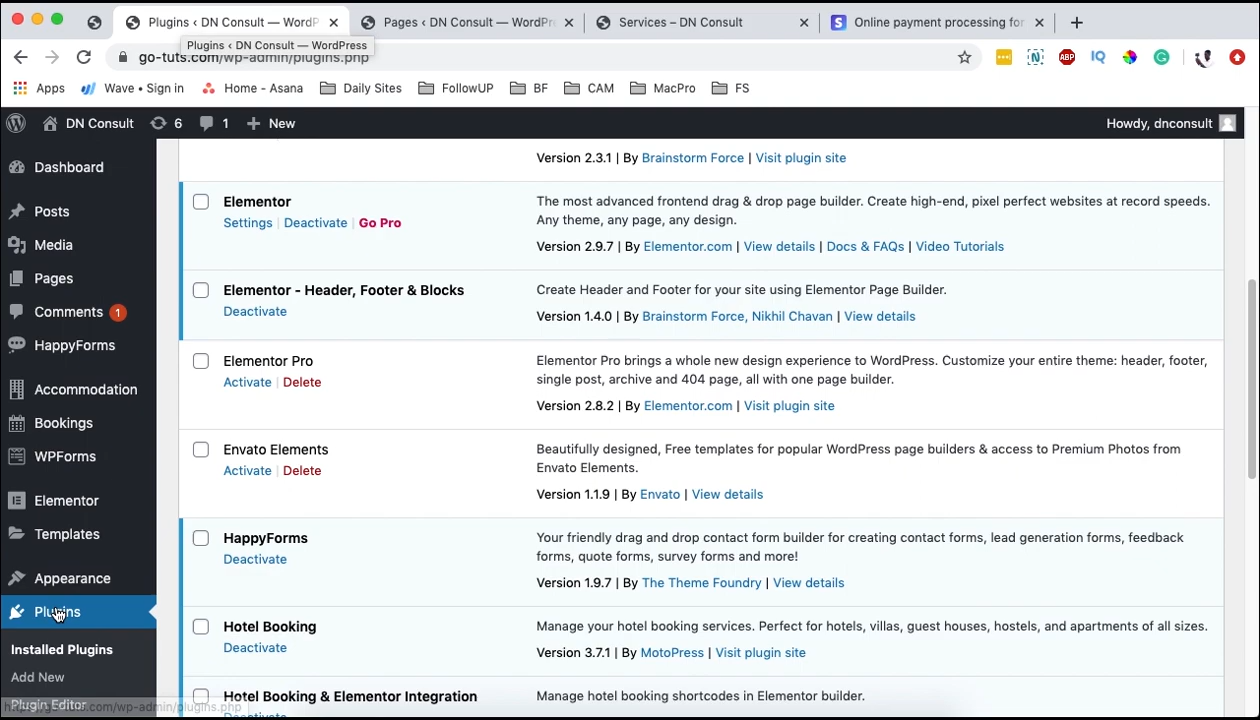 Plugins ‹ DN Consult — WordP
Pages ‹ DN Consult — WordPre
Services – DN Consult
Online payment processing for
Plugins ‹ DN Consult — WordPress
go-tuts.com/wp-admin/plugins.php
Apps
Wave • Sign in
Home - Asana
Daily Sites
FollowUP
BF
CAM
MacPro
FS
DN Consult
6
1
New
Howdy, dnconsult
Dashboard
Posts
Media
Pages
Comments 1
HappyForms
Accommodation
Bookings
WPForms
Elementor
Templates
Appearance
Plugins
Installed Plugins
Add New
Plugin Editor
Version 2.3.1 | By Brainstorm Force | Visit plugin site
Elementor
Settings | Deactivate | Go Pro
The most advanced frontend drag & drop page builder. Create high-end, pixel perfect websites at record speeds.
Any theme, any page, any design.
Version 2.9.7 | By Elementor.com | View details | Docs & FAQs | Video Tutorials
Elementor - Header, Footer & Blocks
Deactivate
Create Header and Footer for your site using Elementor Page Builder.
Version 1.4.0 | By Brainstorm Force, Nikhil Chavan | View details
Elementor Pro
Activate | Delete
Elementor Pro brings a whole new design experience to WordPress. Customize your entire theme: header, footer,
single post, archive and 404 page, all with one page builder.
Version 2.8.2 | By Elementor.com | Visit plugin site
Envato Elements
Activate | Delete
Beautifully designed, Free templates for popular WordPress page builders & access to Premium Photos from
Envato Elements.
Version 1.1.9 | By Envato | View details
HappyForms
Deactivate
Your friendly drag and drop contact form builder for creating contact forms, lead generation forms, feedback
forms, quote forms, survey forms and more!
Version 1.9.7 | By The Theme Foundry | View details
Hotel Booking
Deactivate
Manage your hotel booking services. Perfect for hotels, villas, guest houses, hostels, and apartments of all sizes.
Version 3.7.1 | By MotoPress | Visit plugin site
Hotel Booking & Elementor Integration
Manage hotel booking shortcodes in Elementor builder.